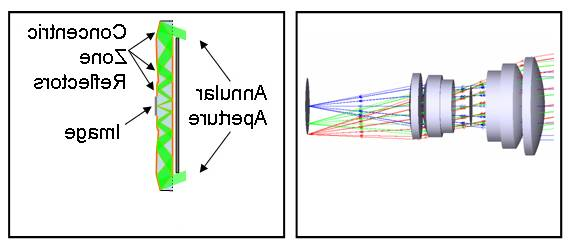 Concentric
Zone
Reflectors
Image
Annular
Aperture